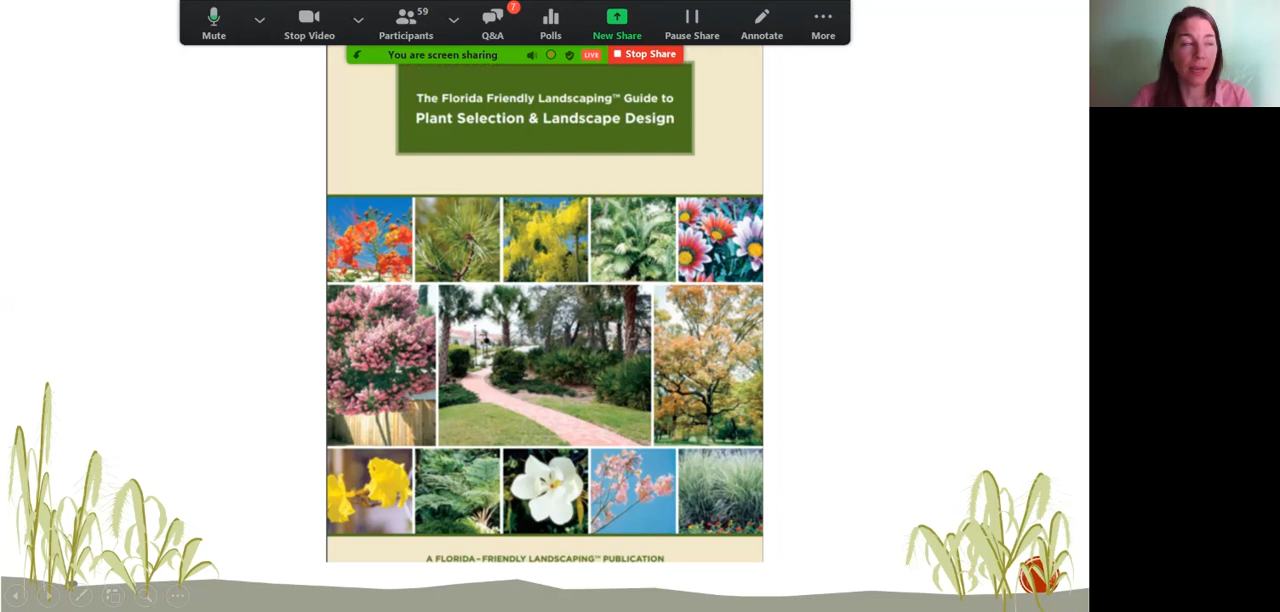 59
7
Mute
Stop Video
Participants
Q&A
Polls
New Share
Pause Share
Annotate
More
You are screen sharing
LIVE
Stop Share
The Florida Friendly Landscaping™ Guide to
Plant Selection & Landscape Design
A FLORIDA-FRIENDLY LANDSCAPING™ PUBLICATION